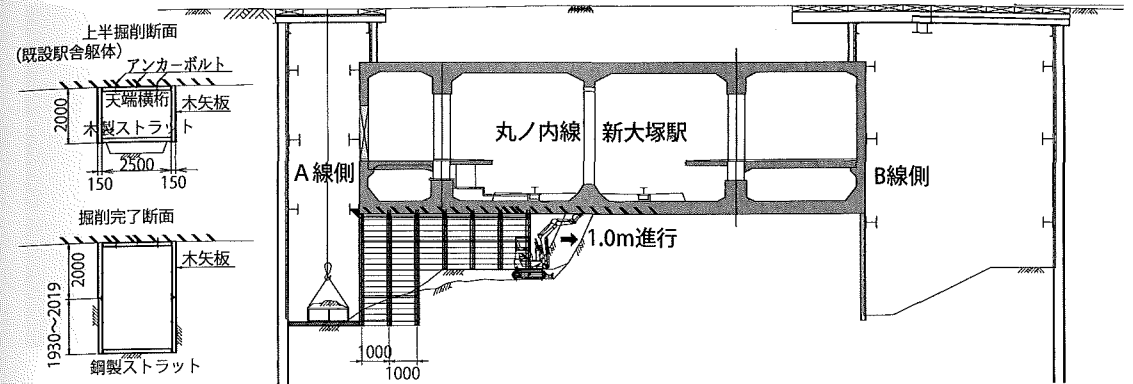 上半掘削断面
(既設駅舎躯体)
アンカーボルト
天端横桁
木矢板
2000
木製ストラット
2500
150
150
掘削完了断面
木矢板
2000
1930～2019
鋼製ストラット
A線側
丸ノ内線 新大塚駅
B線側
1.0m進行
1000
1000